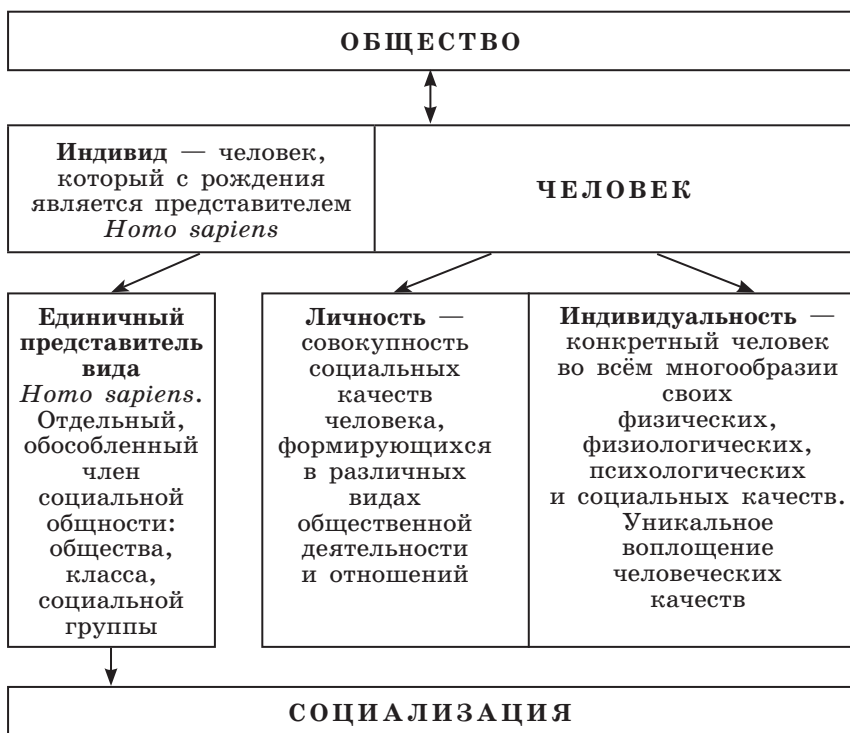 ОБЩЕСТВО
Индивид — человек,
который с рождения
является представителем
Homo sapiens
ЧЕЛОВЕК
Единичный
представитель
вида
Homo sapiens.
Отдельный,
обособленный
член
социальной
общности:
общества,
класса,
социальной
группы
Личность —
совокупность
социальных
качеств
человека,
формирующихся
в различных
видах
общественной
деятельности
и отношений
Индивидуальность —
конкретный человек
во всём многообразии
своих
физических,
физиологических,
психологических
и социальных качеств.
Уникальное
воплощение
человеческих
качеств
СОЦИАЛИЗАЦИЯ